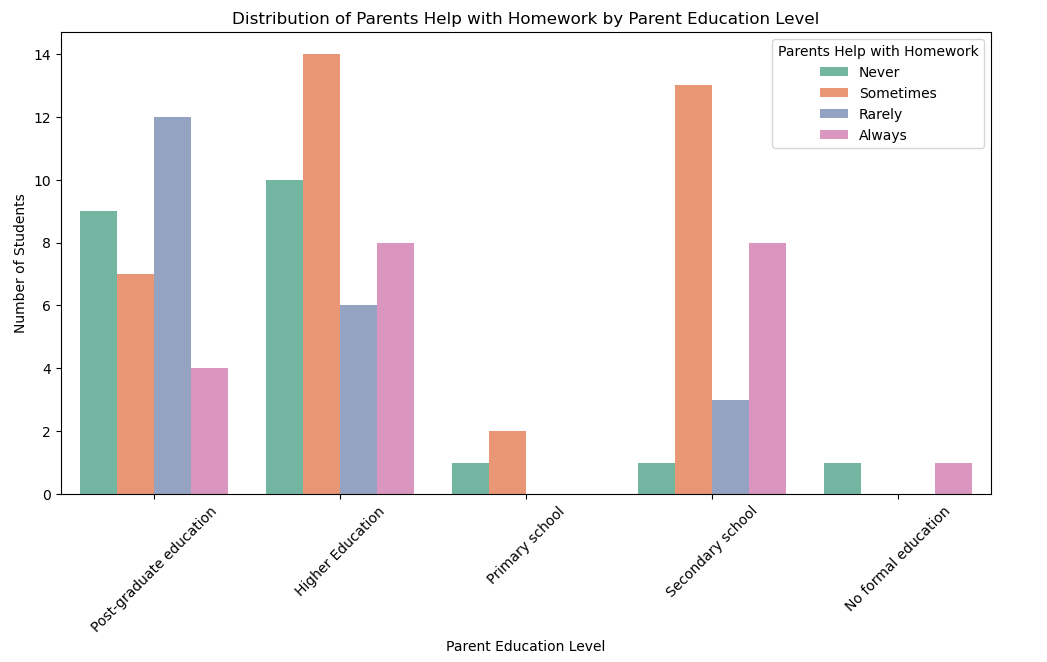 Distribution of Parents Help with Homework by Parent Education Level
Parents Help with Homework
Never
Sometimes
Rarely
Always
Number of Students
14
12
10
8
6
4
2
0
Post-graduate education
Higher Education
Primary school
Secondary school
No formal education
Parent Education Level